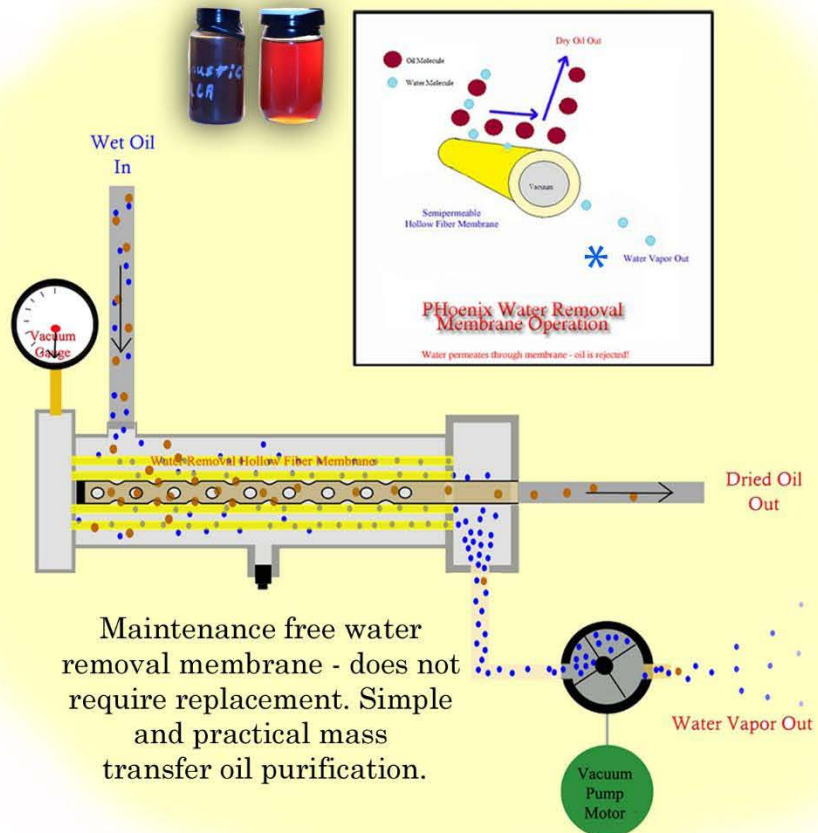 Dry Oil Out
Oil Molecule
Water Molecule
Wet Oil
In
Vacuum
Semipermeable
Hollow Fiber Membrane
Water Vapor Out
Vacuum
Gauge
PHoenix Water Removal
Membrane Operation
Water permeates through membrane - oil is rejected!
Water Removal Hollow Fiber Membrane
Dried Oil
Out
Maintenance free water
removal membrane - does not
require replacement. Simple
and practical mass
transfer oil purification.
Water Vapor Out
Vacuum
Pump
Motor